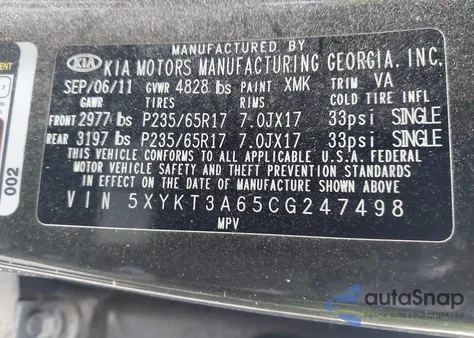 MANUFACTURED BY
KIA KIA MOTORS MANUFACTURING GEORGIA, INC.
SEP/06/11 GVWR 4828 lbs PAINT XMK TRIM VA
GAWR TIRES RIMS COLD TIRE INFL
FRONT 2977 lbs P235/65R17 7.0JX17 33psi SINGLE
REAR 3197 lbs P235/65R17 7.0JX17 33psi SINGLE
THIS VEHICLE CONFORMS TO ALL APPLICABLE U.S.A. FEDERAL
MOTOR VEHICLE SAFETY AND THEFT PREVENTION STANDARDS
IN EFFECT ON THE DATE OF MANUFACTURE SHOWN ABOVE.
VIN 5XYKT3A65CG247498
MPV
002
autoSnap